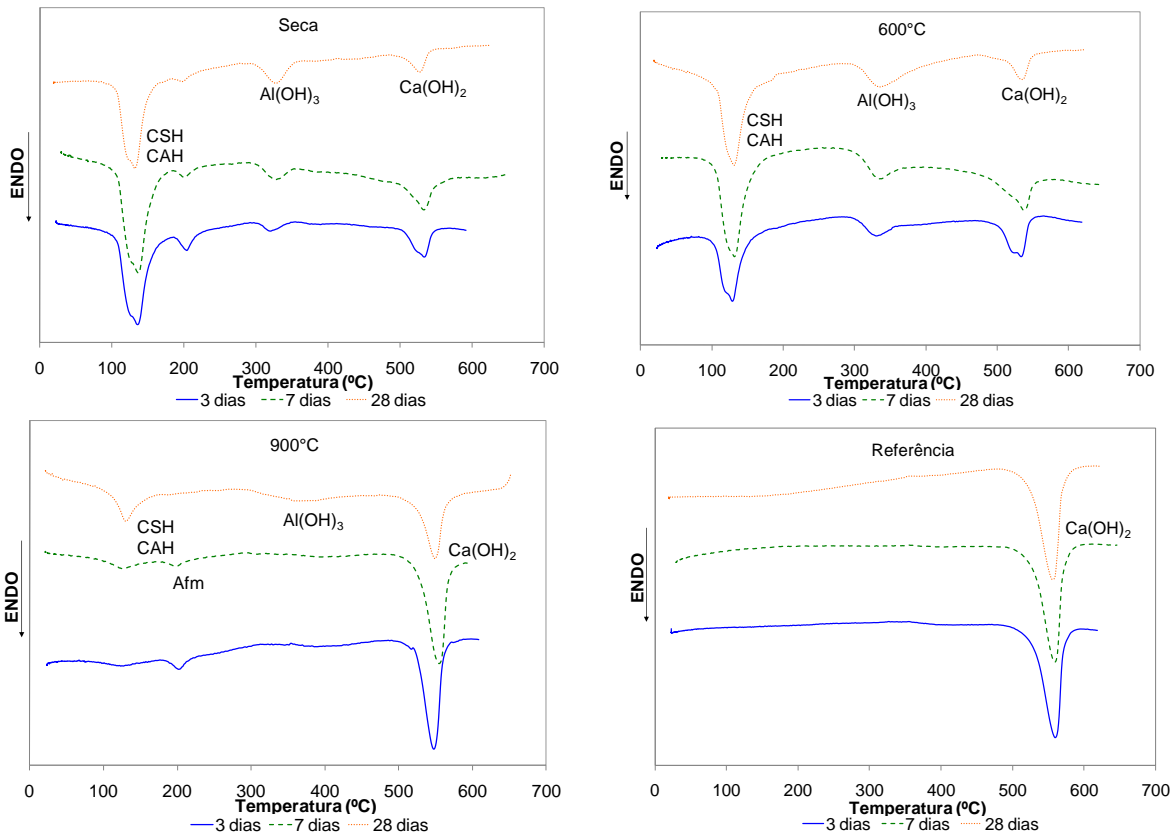 Seca
Al(OH)3
Ca(OH)2
CSH
CAH
ENDO
0 100 200 300 400 500 600 700
Temperatura (ºC)
3 dias 7 dias 28 dias
600°C
Al(OH)3
Ca(OH)2
CSH
CAH
ENDO
0 100 200 300 400 500 600 700
Temperatura (ºC)
3 dias 7 dias 28 dias
900°C
Al(OH)3
CSH
CAH
Ca(OH)2
Afm
ENDO
0 100 200 300 400 500 600 700
Temperatura (ºC)
3 dias 7 dias 28 dias
Referência
Ca(OH)2
ENDO
0 100 200 300 400 500 600 700
Temperatura (ºC)
3 dias 7 dias 28 dias